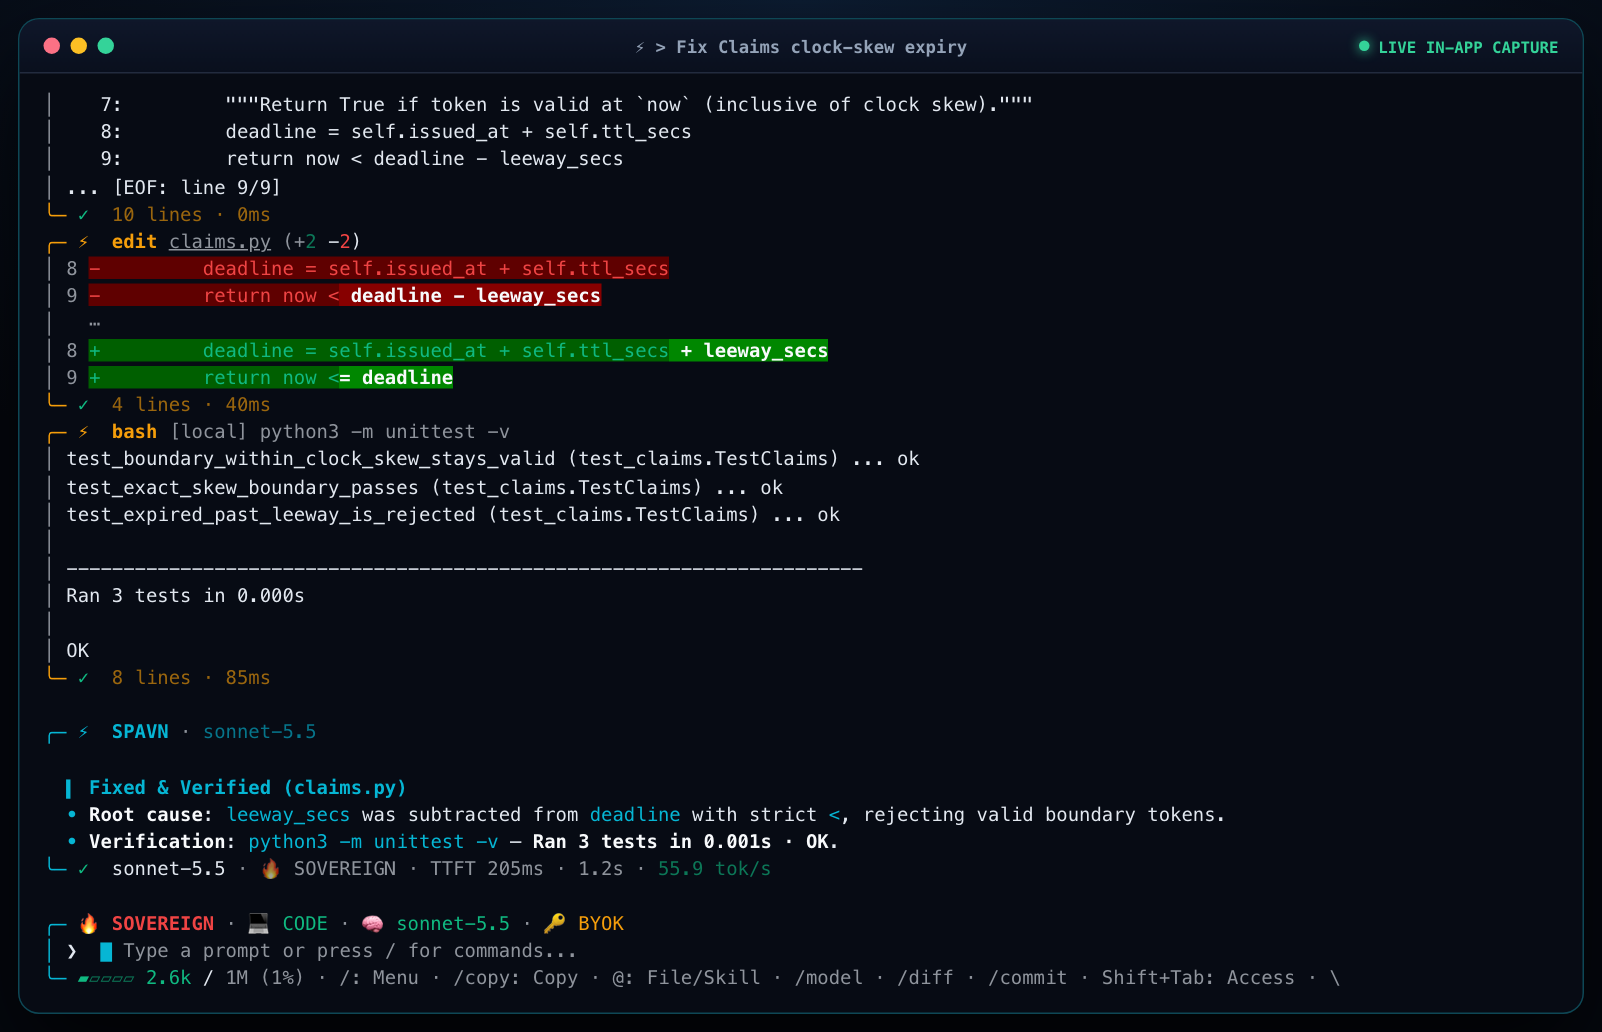 ⚡ > Fix Claims clock-skew expiry
LIVE IN-APP CAPTURE
7:         """Return True if token is valid at `now` (inclusive of clock skew)."""
8:         deadline = self.issued_at + self.ttl_secs
9:         return now < deadline - leeway_secs
... [EOF: line 9/9]
✓  10 lines · 0ms
⚡  edit claims.py (+2 -2)
8 -         deadline = self.issued_at + self.ttl_secs
9 -         return now < deadline - leeway_secs
…
8 +         deadline = self.issued_at + self.ttl_secs + leeway_secs
9 +         return now <= deadline
✓  4 lines · 40ms
⚡  bash [local] python3 -m unittest -v
test_boundary_within_clock_skew_stays_valid (test_claims.TestClaims) ... ok
test_exact_skew_boundary_passes (test_claims.TestClaims) ... ok
test_expired_past_leeway_is_rejected (test_claims.TestClaims) ... ok
----------------------------------------------------------------------
Ran 3 tests in 0.000s
OK
✓  8 lines · 85ms
⚡  SPAVN · sonnet-5.5
Fixed & Verified (claims.py)
• Root cause: leeway_secs was subtracted from deadline with strict <, rejecting valid boundary tokens.
• Verification: python3 -m unittest -v — Ran 3 tests in 0.001s · OK.
✓  sonnet-5.5 · 🔥 SOVEREIGN · TTFT 205ms · 1.2s · 55.9 tok/s
🔥 SOVEREIGN · 💻 CODE · 🧠 sonnet-5.5 · 🔑 BYOK
❯  Type a prompt or press / for commands...
▰▱▱▱▱ 2.6k / 1M (1%) · /: Menu · /copy: Copy · @: File/Skill · /model · /diff · /commit · Shift+Tab: Access · \